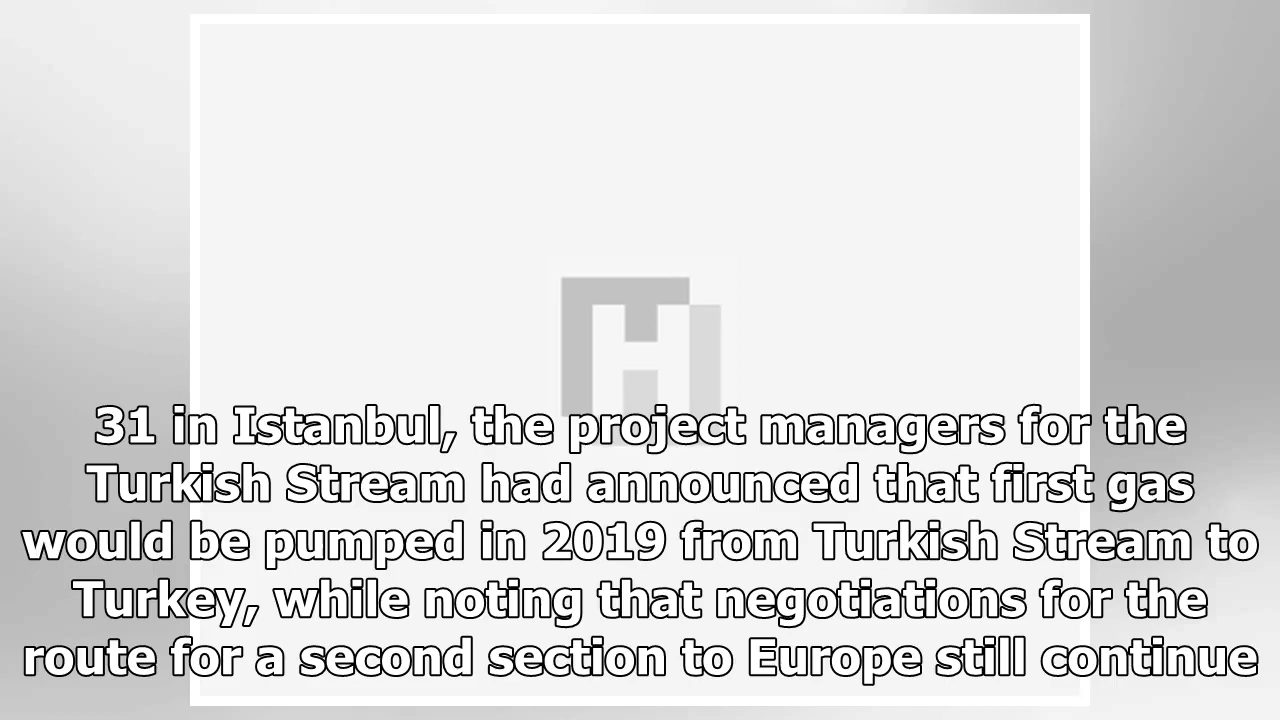 31 in Istanbul, the project managers for the
Turkish Stream had announced that first gas
would be pumped in 2019 from Turkish Stream to
Turkey, while noting that negotiations for the
route for a second section to Europe still continue